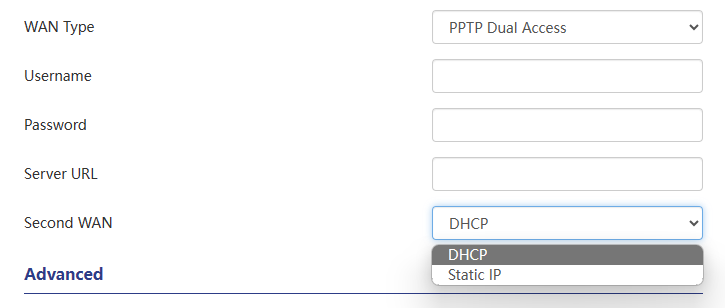 WAN Type
PPTP Dual Access
Username
Password
Server URL
Second WAN
DHCP
DHCP
Static IP
Advanced